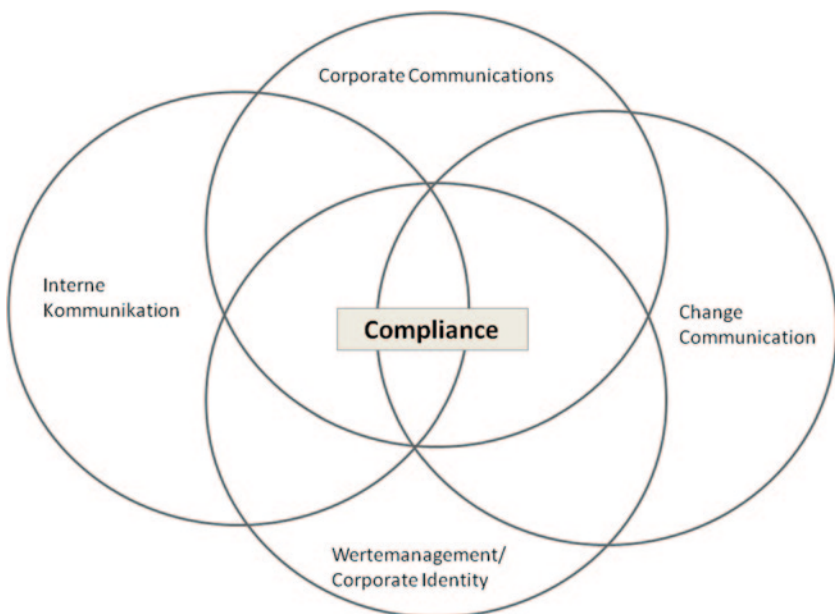 Corporate Communications
Interne
Kommunikation
Compliance
Change
Communication
Wertemanagement/
Corporate Identity